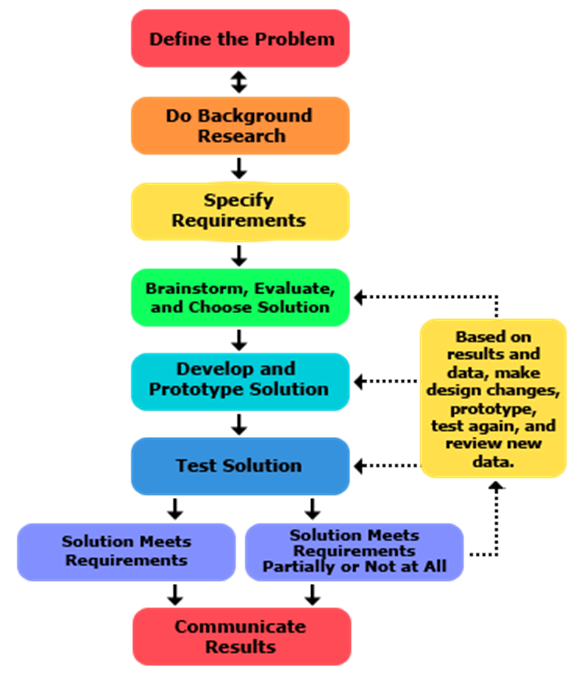 Define the Problem
Do Background
Research
Specify
Requirements
Brainstorm, Evaluate,
and Choose Solution
Develop and
Prototype Solution
Based on
results and
data, make
design changes,
prototype,
test again, and
review new
data.
Test Solution
Solution Meets
Requirements
Solution Meets
Requirements
Partially or Not at All
Communicate
Results